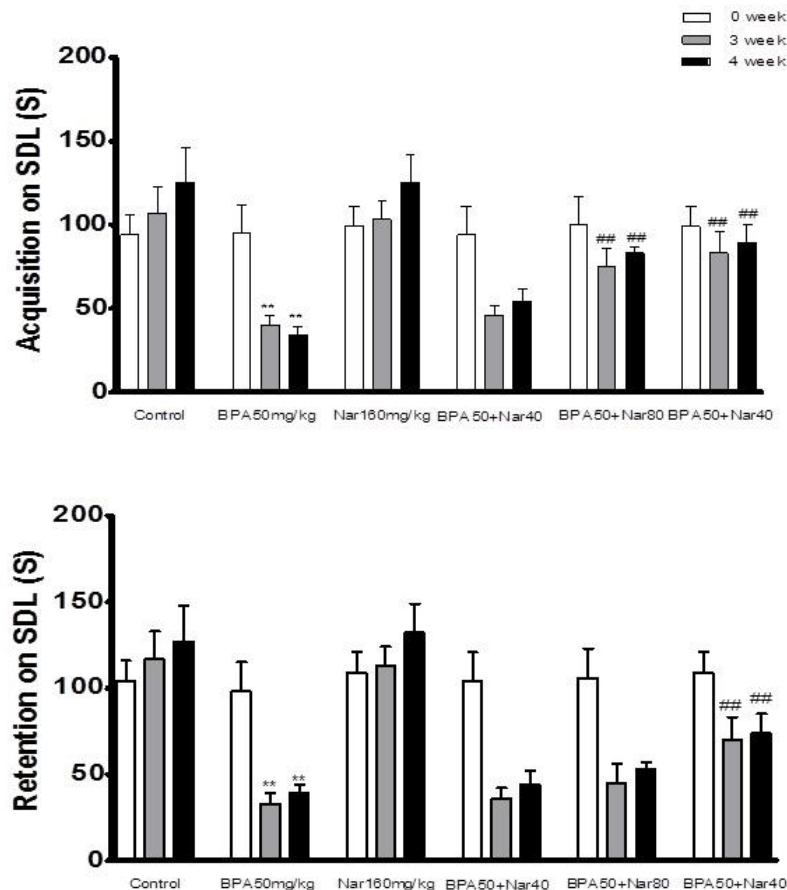 0 week
3 week
4 week
Acquisition on SDL (S)
200
150
100
50
0
** **
## ##
## ##
Control BPA50mg/kg Nar160mg/kg BPA50+Nar40 BPA50+Nar80 BPA50+Nar40
Retention on SDL (S)
200
150
100
50
0
** **
## ##
Control BPA50mg/kg Nar160mg/kg BPA50+Nar40 BPA50+Nar80 BPA50+Nar40